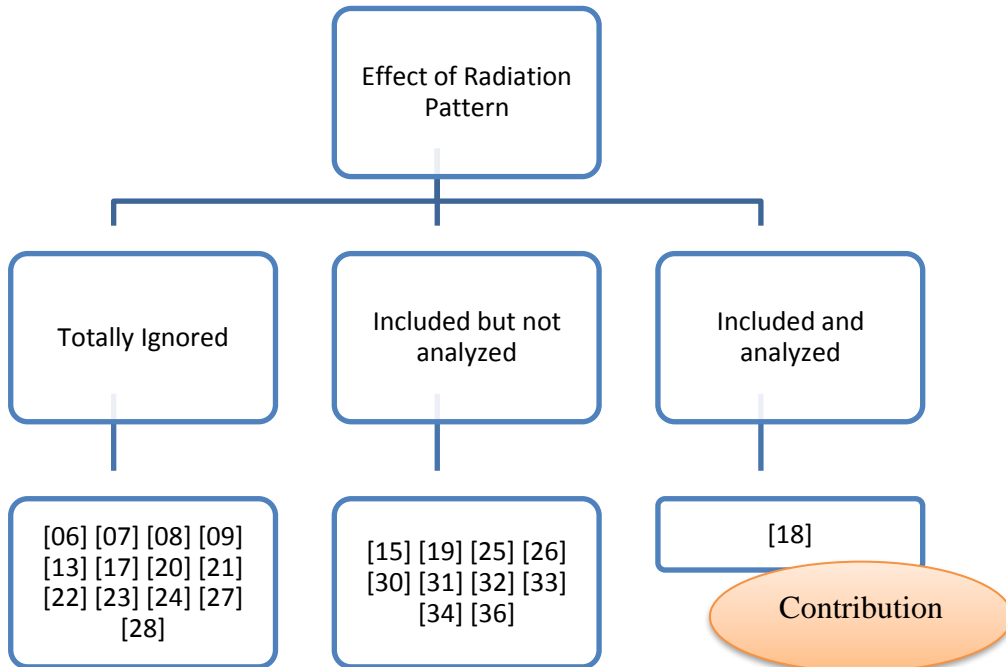 Effect of Radiation
Pattern
Totally Ignored
Included but not
analyzed
Included and
analyzed
[06] [07] [08] [09]
[13] [17] [20] [21]
[22] [23] [24] [27]
[28]
[15] [19] [25] [26]
[30] [31] [32] [33]
[34] [36]
[18]
Contribution